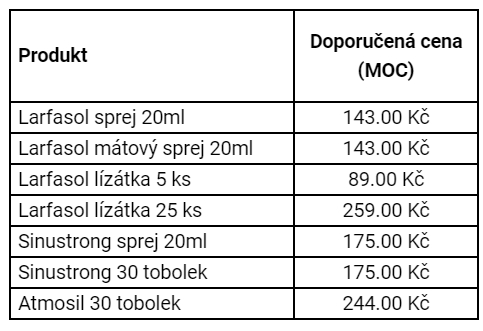 Produkt Doporučená cena
(MOC)
Larfasol sprej 20ml 143.00 Kč
Larfasol mátový sprej 20ml 143.00 Kč
Larfasol lízátka 5 ks 89.00 Kč
Larfasol lízátka 25 ks 259.00 Kč
Sinustrong sprej 20ml 175.00 Kč
Sinustrong 30 tobolek 175.00 Kč
Atmosil 30 tobolek 244.00 Kč